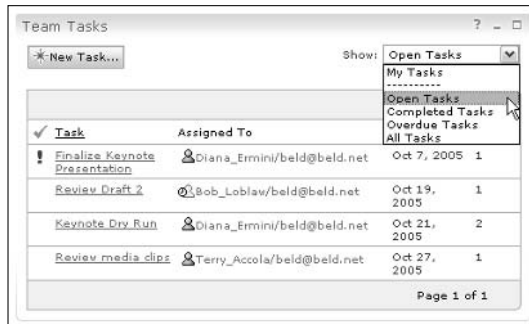 Team Tasks ? _ □
New Task... Show: Open Tasks
My Tasks
----------
Open Tasks
Completed Tasks
Overdue Tasks
All Tasks
✓ Task Assigned To
! Finalize Keynote Diana_Ermini/beld@beld.net Oct 7, 2005 1
Presentation
Review Draft 2 Bob_Loblaw/beld@beld.net Oct 19, 1
2005
Keynote Dry Run Diana_Ermini/beld@beld.net Oct 21, 2
2005
Review media clips Terry_Accola/beld@beld.net Oct 27, 1
2005
Page 1 of 1